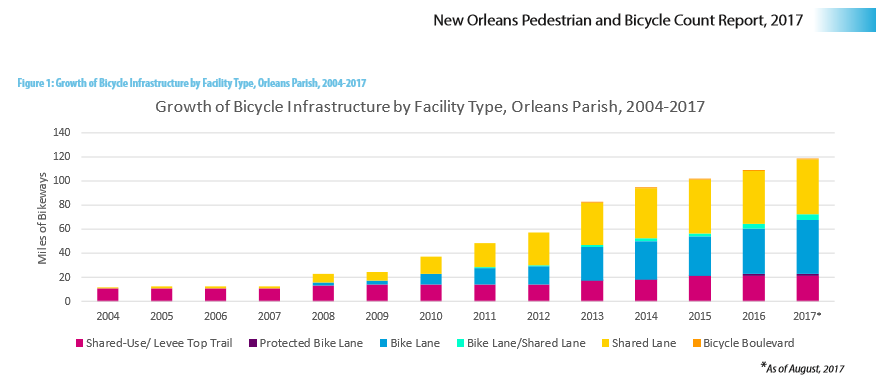 New Orleans Pedestrian and Bicycle Count Report, 2017
Figure 1: Growth of Bicycle Infrastructure by Facility Type, Orleans Parish, 2004-2017
Growth of Bicycle Infrastructure by Facility Type, Orleans Parish, 2004-2017
Miles of Bikeways
140
120
100
80
60
40
20
0
2004 2005 2006 2007 2008 2009 2010 2011 2012 2013 2014 2015 2016 2017*
Shared-Use/ Levee Top Trail Protected Bike Lane Bike Lane Bike Lane/Shared Lane Shared Lane Bicycle Boulevard
*As of August, 2017